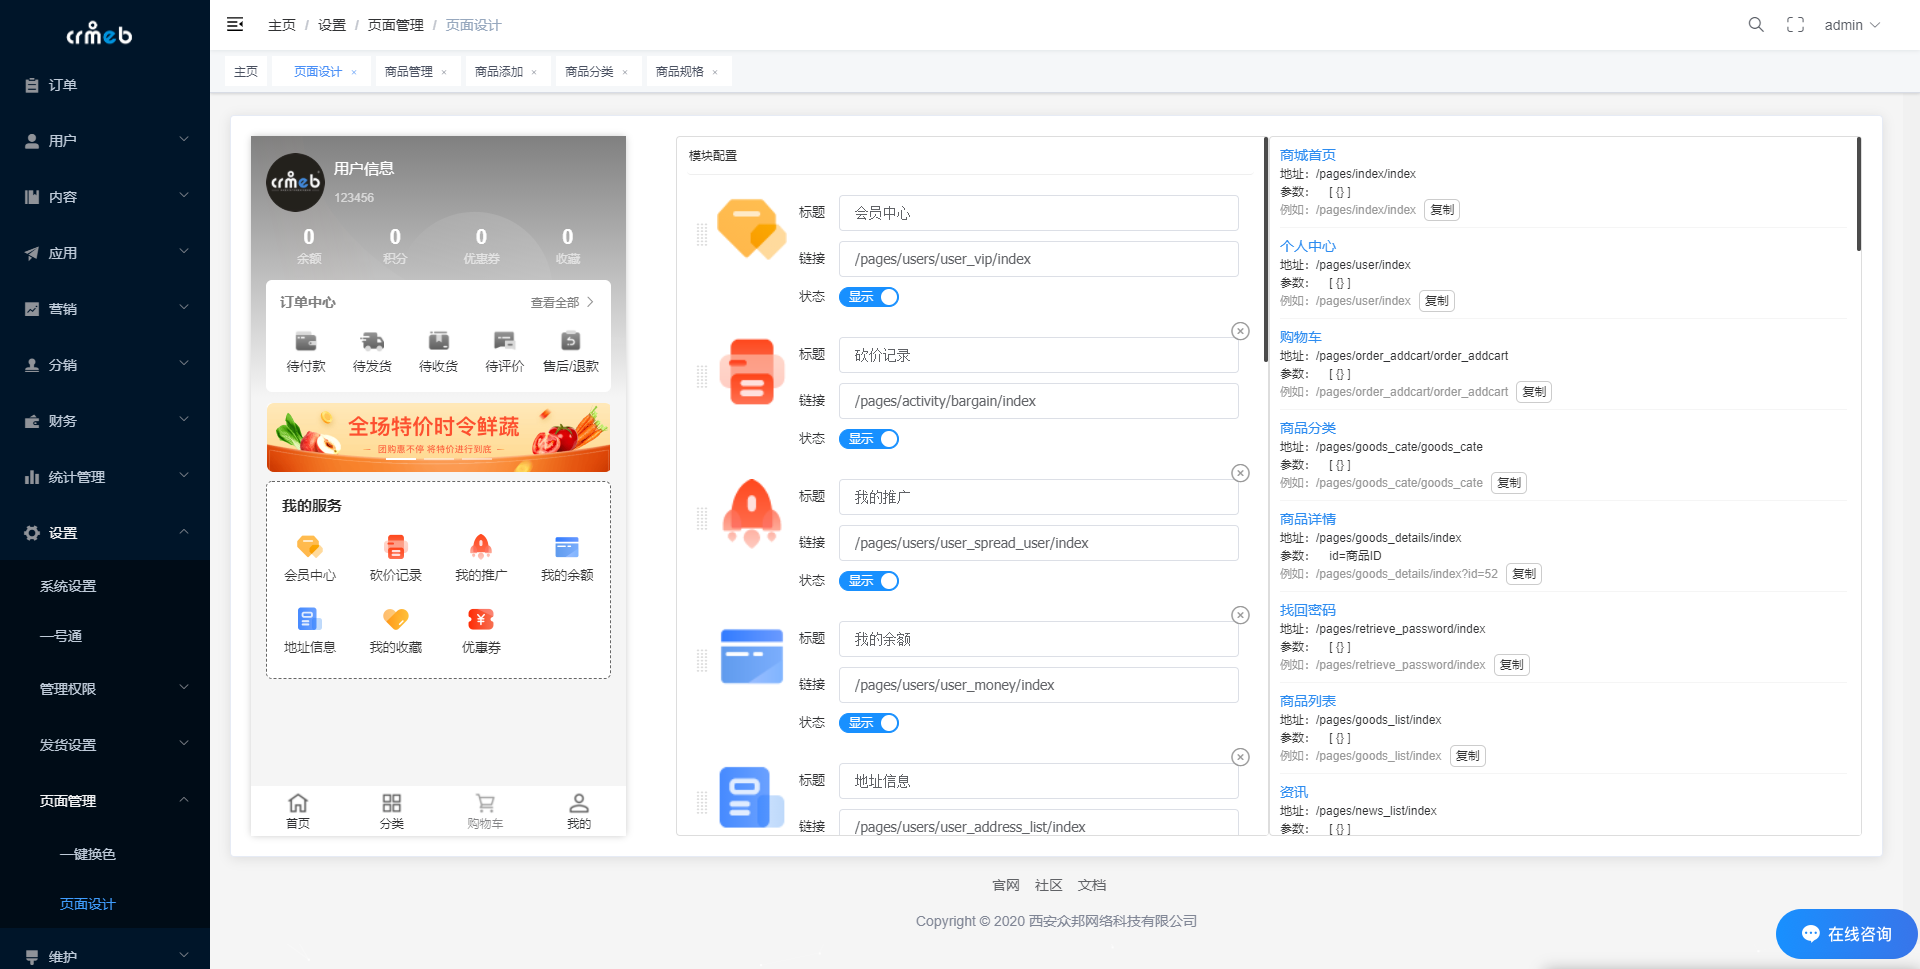 crmeb
订单
用户
内容
应用
营销
分销
财务
统计管理
设置
系统设置
一号通
管理权限
发货设置
页面管理
一键换色
页面设计
维护
主页 / 设置 / 页面管理 / 页面设计
admin
主页 页面设计 × 商品管理 × 商品添加 × 商品分类 × 商品规格 ×
crmeb
用户信息
123456
0 0 0 0
余额 积分 优惠券 收藏
订单中心 查看全部
待付款 待发货 待收货 待评价 售后/退款
全场特价时令鲜蔬
团购惠不停 将特价进行到底
我的服务
会员中心 砍价记录 我的推广 我的余额
地址信息 我的收藏 优惠券
首页 分类 购物车 我的
模块配置
标题 会员中心
链接 /pages/users/user_vip/index
状态 显示
标题 砍价记录
链接 /pages/activity/bargain/index
状态 显示
标题 我的推广
链接 /pages/users/user_spread_user/index
状态 显示
标题 我的余额
链接 /pages/users/user_money/index
状态 显示
标题 地址信息
链接 /pages/users/user_address_list/index
商城首页
地址: /pages/index/index
参数: [ {} ]
例如: /pages/index/index 复制
个人中心
地址: /pages/user/index
参数: [ {} ]
例如: /pages/user/index 复制
购物车
地址: /pages/order_addcart/order_addcart
参数: [ {} ]
例如: /pages/order_addcart/order_addcart 复制
商品分类
地址: /pages/goods_cate/goods_cate
参数: [ {} ]
例如: /pages/goods_cate/goods_cate 复制
商品详情
地址: /pages/goods_details/index
参数: id=商品ID
例如: /pages/goods_details/index?id=52 复制
找回密码
地址: /pages/retrieve_password/index
参数: [ {} ]
例如: /pages/retrieve_password/index 复制
商品列表
地址: /pages/goods_list/index
参数: [ {} ]
例如: /pages/goods_list/index 复制
资讯
地址: /pages/news_list/index
参数: [ {} ]
官网 社区 文档
Copyright © 2020 西安众邦网络科技有限公司
在线咨询